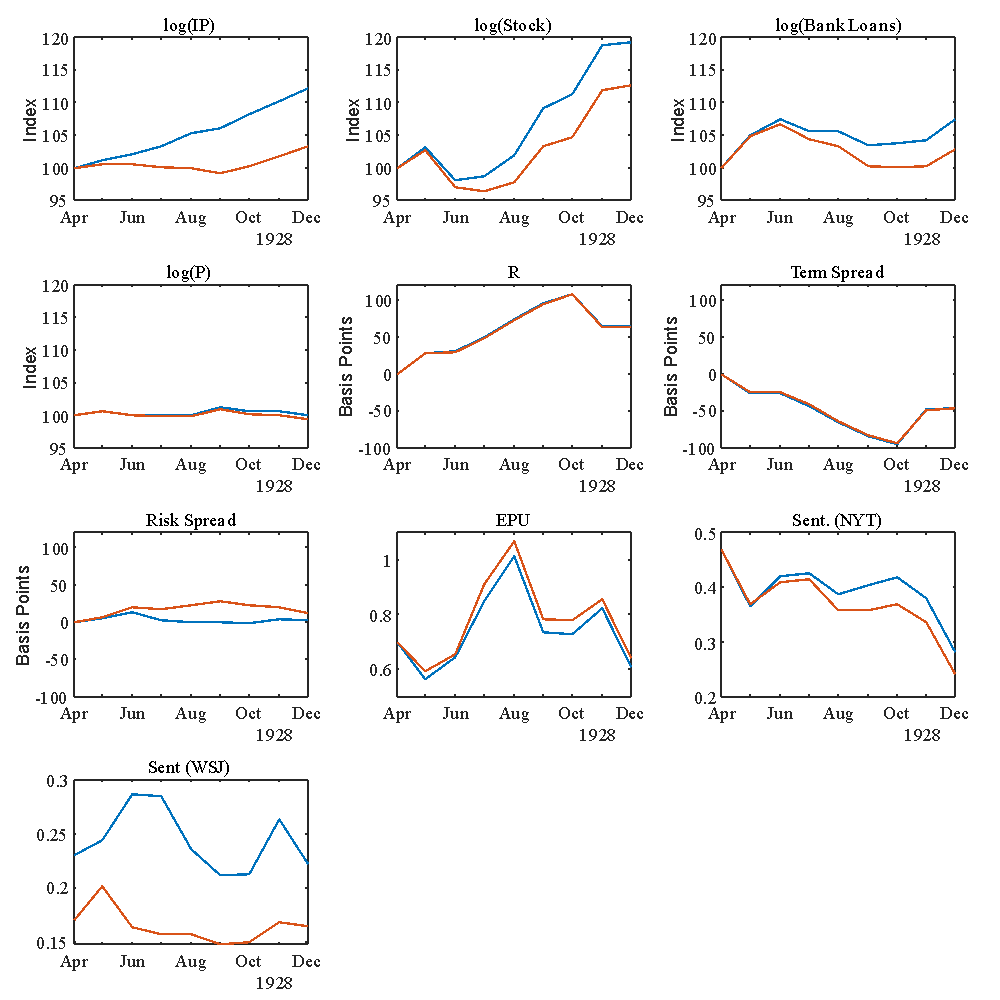 log(IP)
120
115
110
105
100
95
Index
Apr Jun Aug Oct Dec
1928
log(Stock)
120
115
110
105
100
95
Index
Apr Jun Aug Oct Dec
1928
log(Bank Loans)
120
115
110
105
100
95
Index
Apr Jun Aug Oct Dec
1928
log(P)
120
115
110
105
100
95
Index
Apr Jun Aug Oct Dec
1928
R
100
50
0
-50
-100
Basis Points
Apr Jun Aug Oct Dec
1928
Term Spread
100
50
0
-50
-100
Basis Points
Apr Jun Aug Oct Dec
1928
Risk Spread
100
50
0
-50
-100
Basis Points
Apr Jun Aug Oct Dec
1928
EPU
1
0.8
0.6
Apr Jun Aug Oct Dec
1928
Sent. (NYT)
0.5
0.4
0.3
0.2
Apr Jun Aug Oct Dec
1928
Sent (WSJ)
0.3
0.25
0.2
0.15
Apr Jun Aug Oct Dec
1928